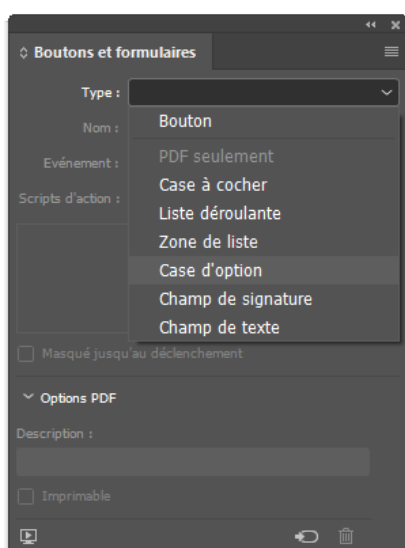 Boutons et formulaires
Type :
Nom :
Bouton
Evénement :
PDF seulement
Scripts d'action :
Case à cocher
Liste déroulante
Zone de liste
Case d'option
Champ de signature
Champ de texte
Masqué jusqu'au déclenchement
Options PDF
Description :
Imprimable